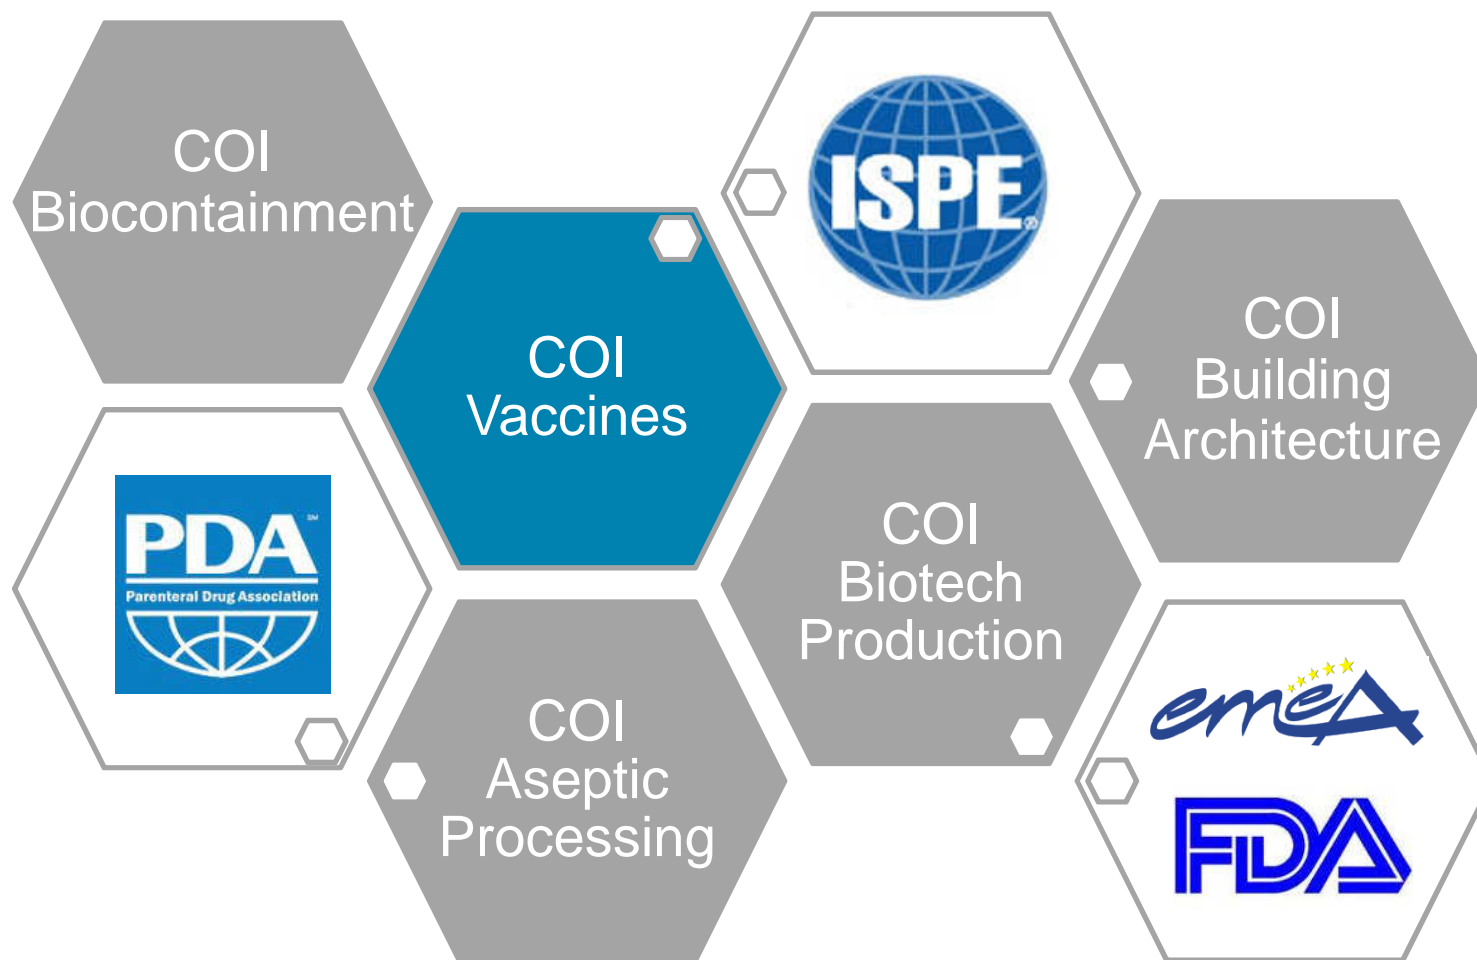 COI
Biocontainment
ISPE®
COI
Vaccines
COI
Building
Architecture
PDA℠
Parenteral Drug Association
COI
Biotech
Production
COI
Aseptic
Processing
emeA
FDA